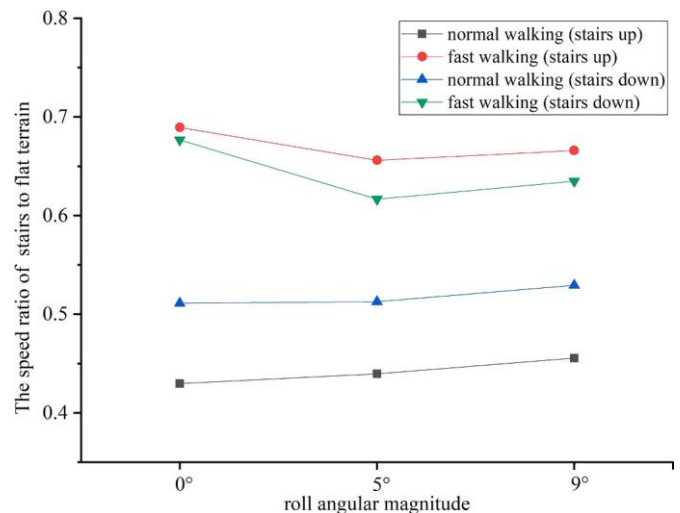 0.8
0.7
0.6
0.5
0.4
The speed ratio of stairs to flat terrain
normal walking (stairs up)
fast walking (stairs up)
normal walking (stairs down)
fast walking (stairs down)
0°
5°
9°
roll angular magnitude